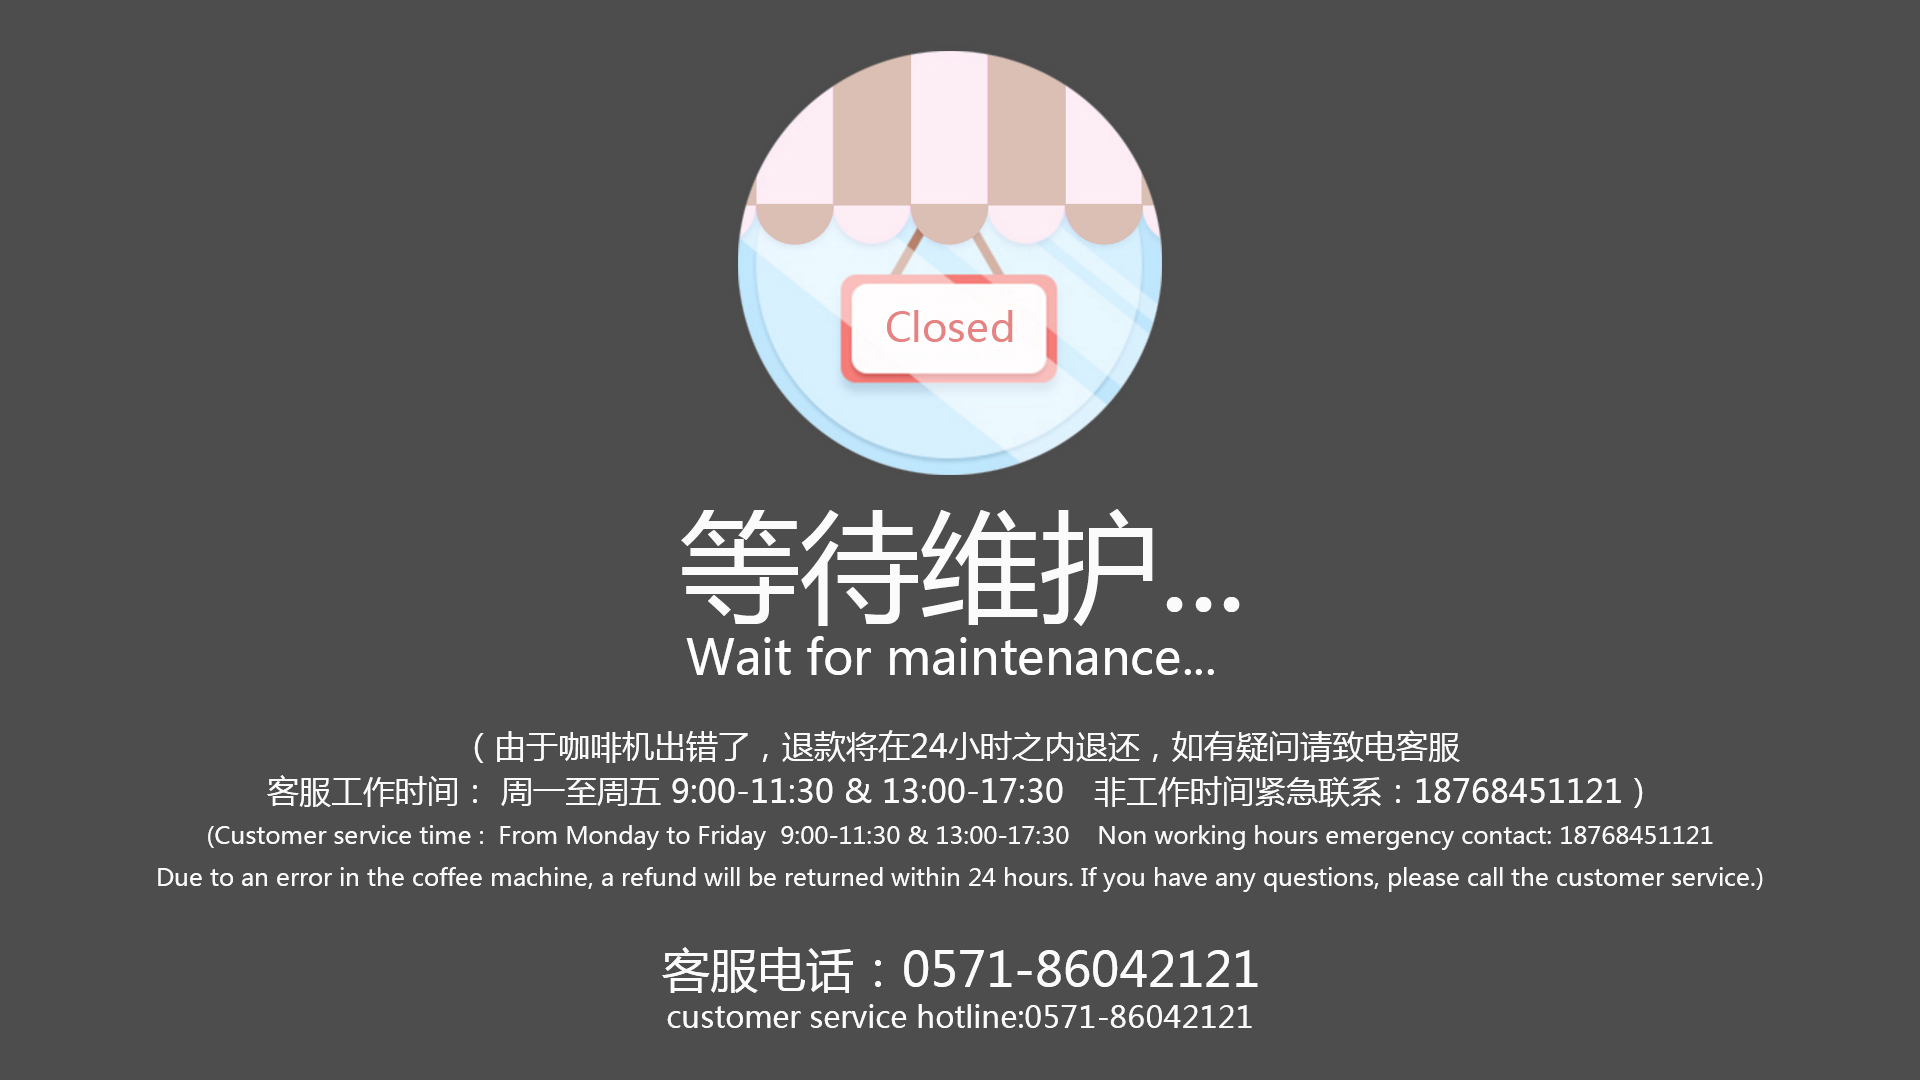 Closed
等待维护...
Wait for maintenance...
（由于咖啡机出错了，退款将在24小时之内退还，如有疑问请致电客服
客服工作时间： 周一至周五 9:00-11:30 & 13:00-17:30 非工作时间紧急联系：18768451121）
(Customer service time : From Monday to Friday 9:00-11:30 & 13:00-17:30 Non working hours emergency contact: 18768451121
Due to an error in the coffee machine, a refund will be returned within 24 hours. If you have any questions, please call the customer service.)
客服电话：0571-86042121
customer service hotline:0571-86042121